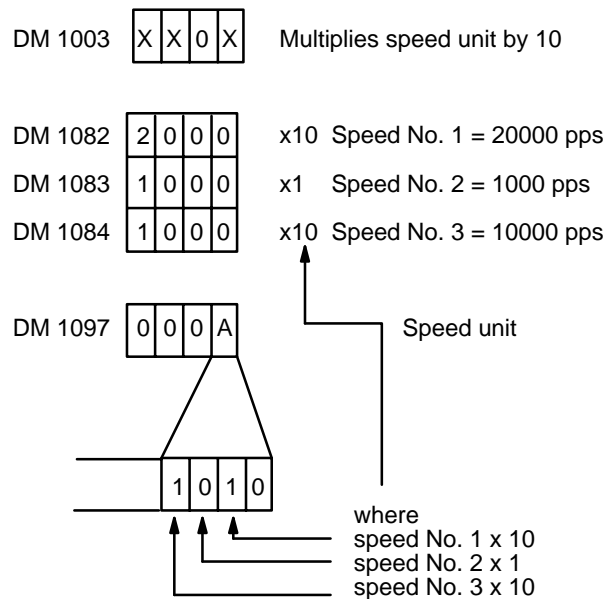 DM 1003 X X 0 X Multiplies speed unit by 10
DM 1082 2 0 0 0 x10 Speed No. 1 = 20000 pps
DM 1083 1 0 0 0 x1 Speed No. 2 = 1000 pps
DM 1084 1 0 0 0 x10 Speed No. 3 = 10000 pps
DM 1097 0 0 0 A Speed unit
1 0 1 0
where
speed No. 1 x 10
speed No. 2 x 1
speed No. 3 x 10